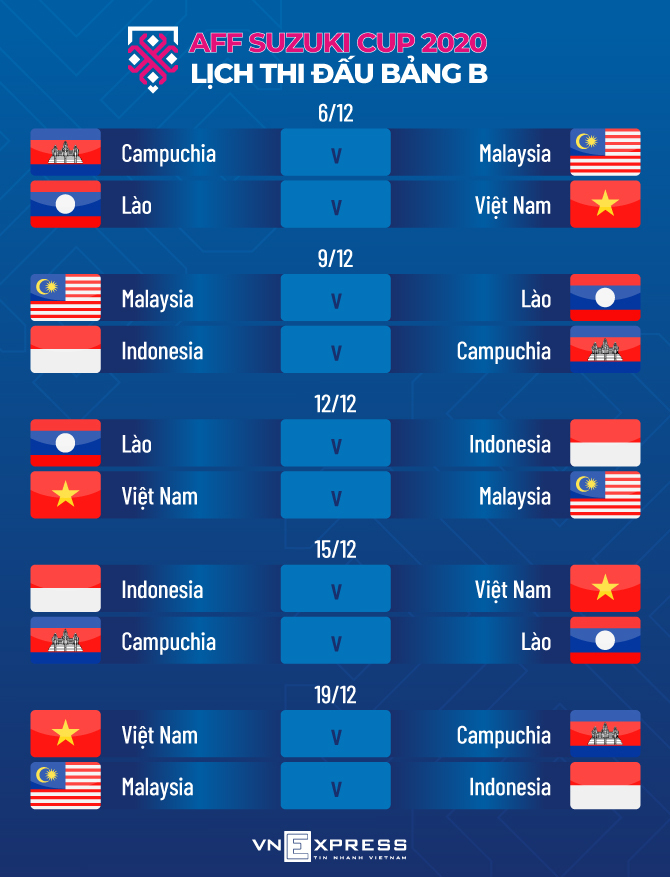 AFF SUZUKI CUP 2020
LỊCH THI ĐẤU BẢNG B
6/12
Campuchia V Malaysia
Lào V Việt Nam
9/12
Malaysia V Lào
Indonesia V Campuchia
12/12
Lào V Indonesia
Việt Nam V Malaysia
15/12
Indonesia V Việt Nam
Campuchia V Lào
19/12
Việt Nam V Campuchia
Malaysia V Indonesia
VNEXPRESS
TIN NHANH VIETNAM